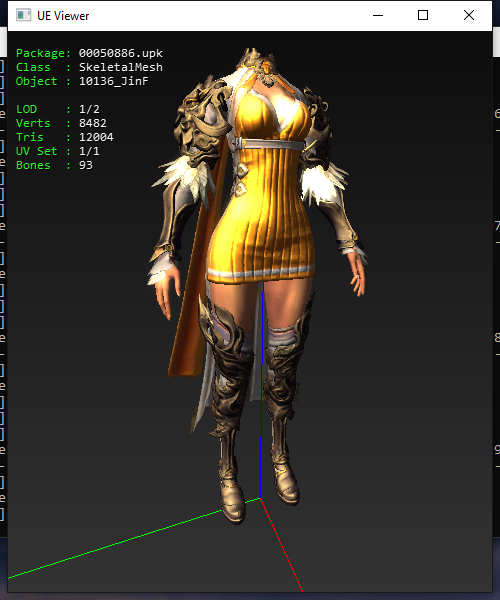 UE Viewer
Package: 00050886.upk
Class : SkeletalMesh
Object : 10136_JinF
LOD : 1/2
Verts : 8482
Tris : 12004
UV Set : 1/1
Bones : 93